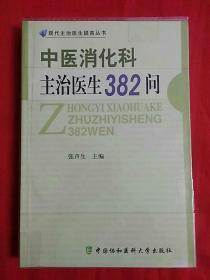 现代主治医生提高丛书
中医消化科
主治医生382问
ZHONGYI XIAOHUAKE
ZHUZHIYISHENG
382WEN
张声生 主编
中国协和医科大学出版社